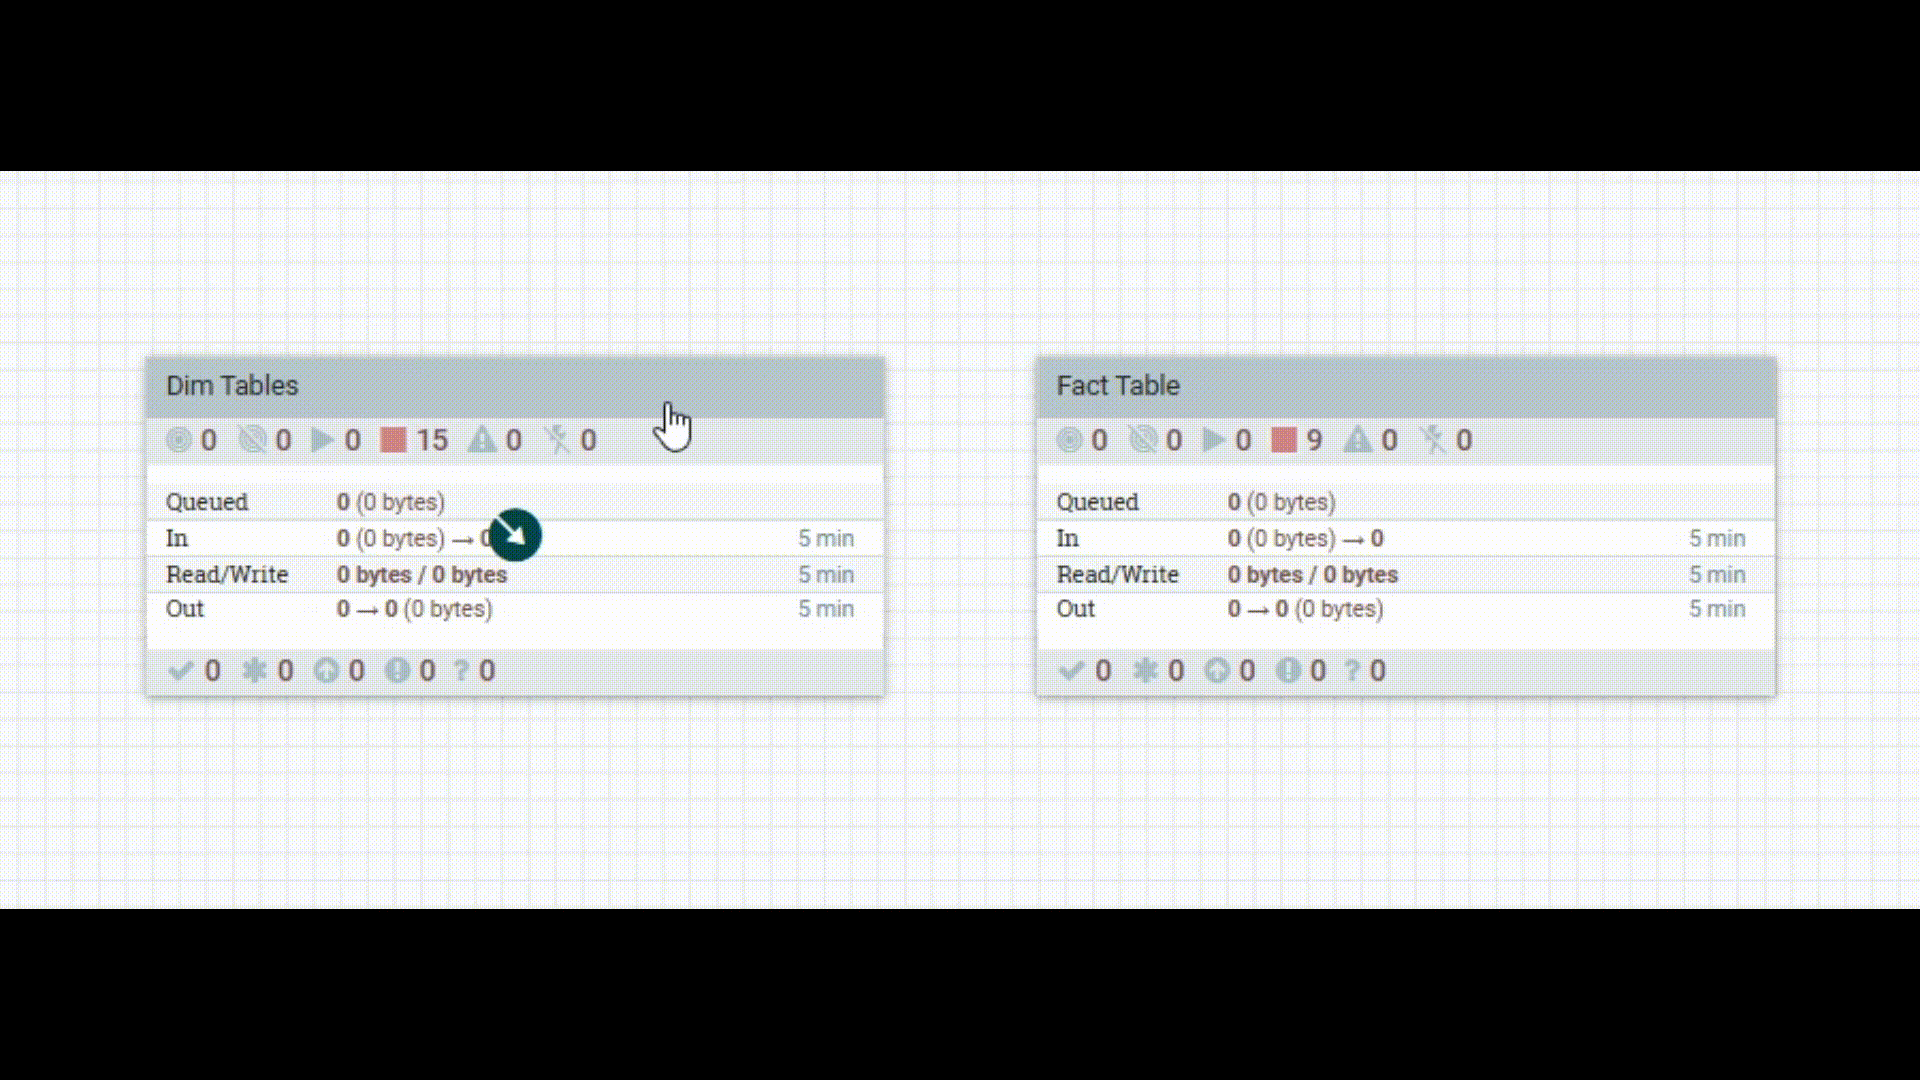 Dim Tables
0 0 0 15 0 0
Queued 0 (0 bytes)
In 0 (0 bytes) → 0 5 min
Read/Write 0 bytes / 0 bytes 5 min
Out 0 → 0 (0 bytes) 5 min
0 0 0 0 ? 0
Fact Table
0 0 0 9 0 0
Queued 0 (0 bytes)
In 0 (0 bytes) → 0 5 min
Read/Write 0 bytes / 0 bytes 5 min
Out 0 → 0 (0 bytes) 5 min
0 0 0 0 ? 0